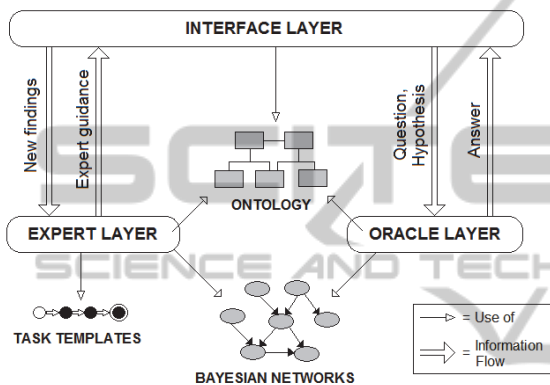 INTERFACE LAYER
New findings
Expert guidance
Question,
Hypothesis
Answer
ONTOLOGY
EXPERT LAYER
ORACLE LAYER
SCITE
SCIENCE AND TECH
TASK TEMPLATES
BAYESIAN NETWORKS
= Use of
= Information
Flow